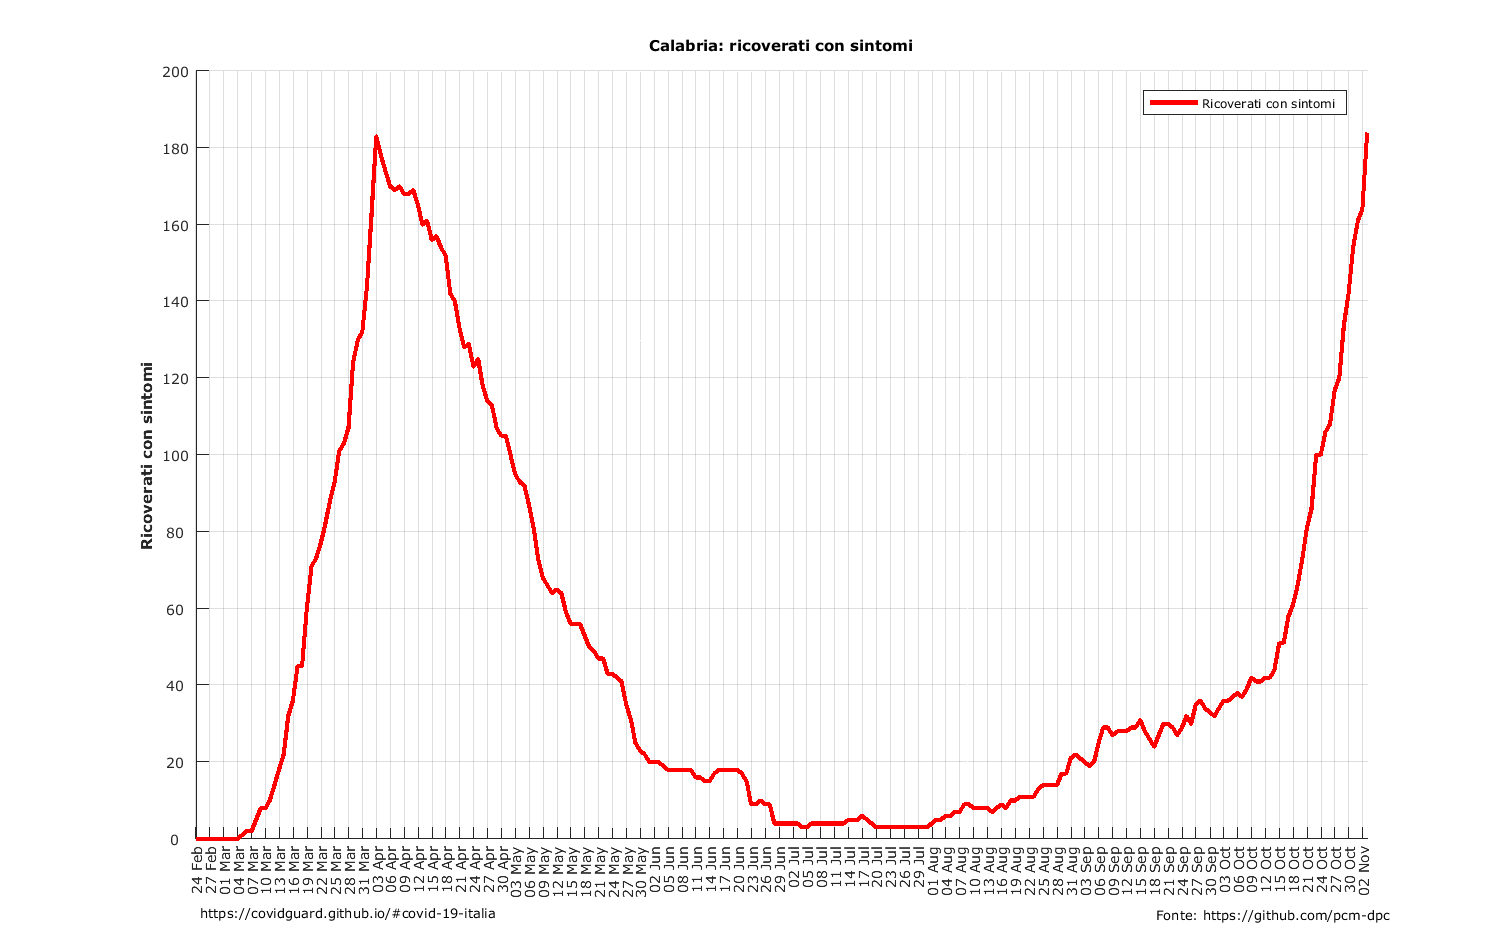 Calabria: ricoverati con sintomi
Ricoverati con sintomi
Ricoverati con sintomi
200
180
160
140
120
100
80
60
40
20
0
24 Feb
27 Feb
01 Mar
04 Mar
07 Mar
10 Mar
13 Mar
16 Mar
19 Mar
22 Mar
25 Mar
28 Mar
31 Mar
03 Apr
06 Apr
09 Apr
12 Apr
15 Apr
18 Apr
21 Apr
24 Apr
27 Apr
30 Apr
03 May
06 May
09 May
12 May
15 May
18 May
21 May
24 May
27 May
30 May
02 Jun
05 Jun
08 Jun
11 Jun
14 Jun
17 Jun
20 Jun
23 Jun
26 Jun
29 Jun
02 Jul
05 Jul
08 Jul
11 Jul
14 Jul
17 Jul
20 Jul
23 Jul
26 Jul
29 Jul
01 Aug
04 Aug
07 Aug
10 Aug
13 Aug
16 Aug
19 Aug
22 Aug
25 Aug
28 Aug
31 Aug
03 Sep
06 Sep
09 Sep
12 Sep
15 Sep
18 Sep
21 Sep
24 Sep
27 Sep
30 Sep
03 Oct
06 Oct
09 Oct
12 Oct
15 Oct
18 Oct
21 Oct
24 Oct
27 Oct
30 Oct
02 Nov
https://covidguard.github.io/#covid-19-italia
Fonte: https://github.com/pcm-dpc